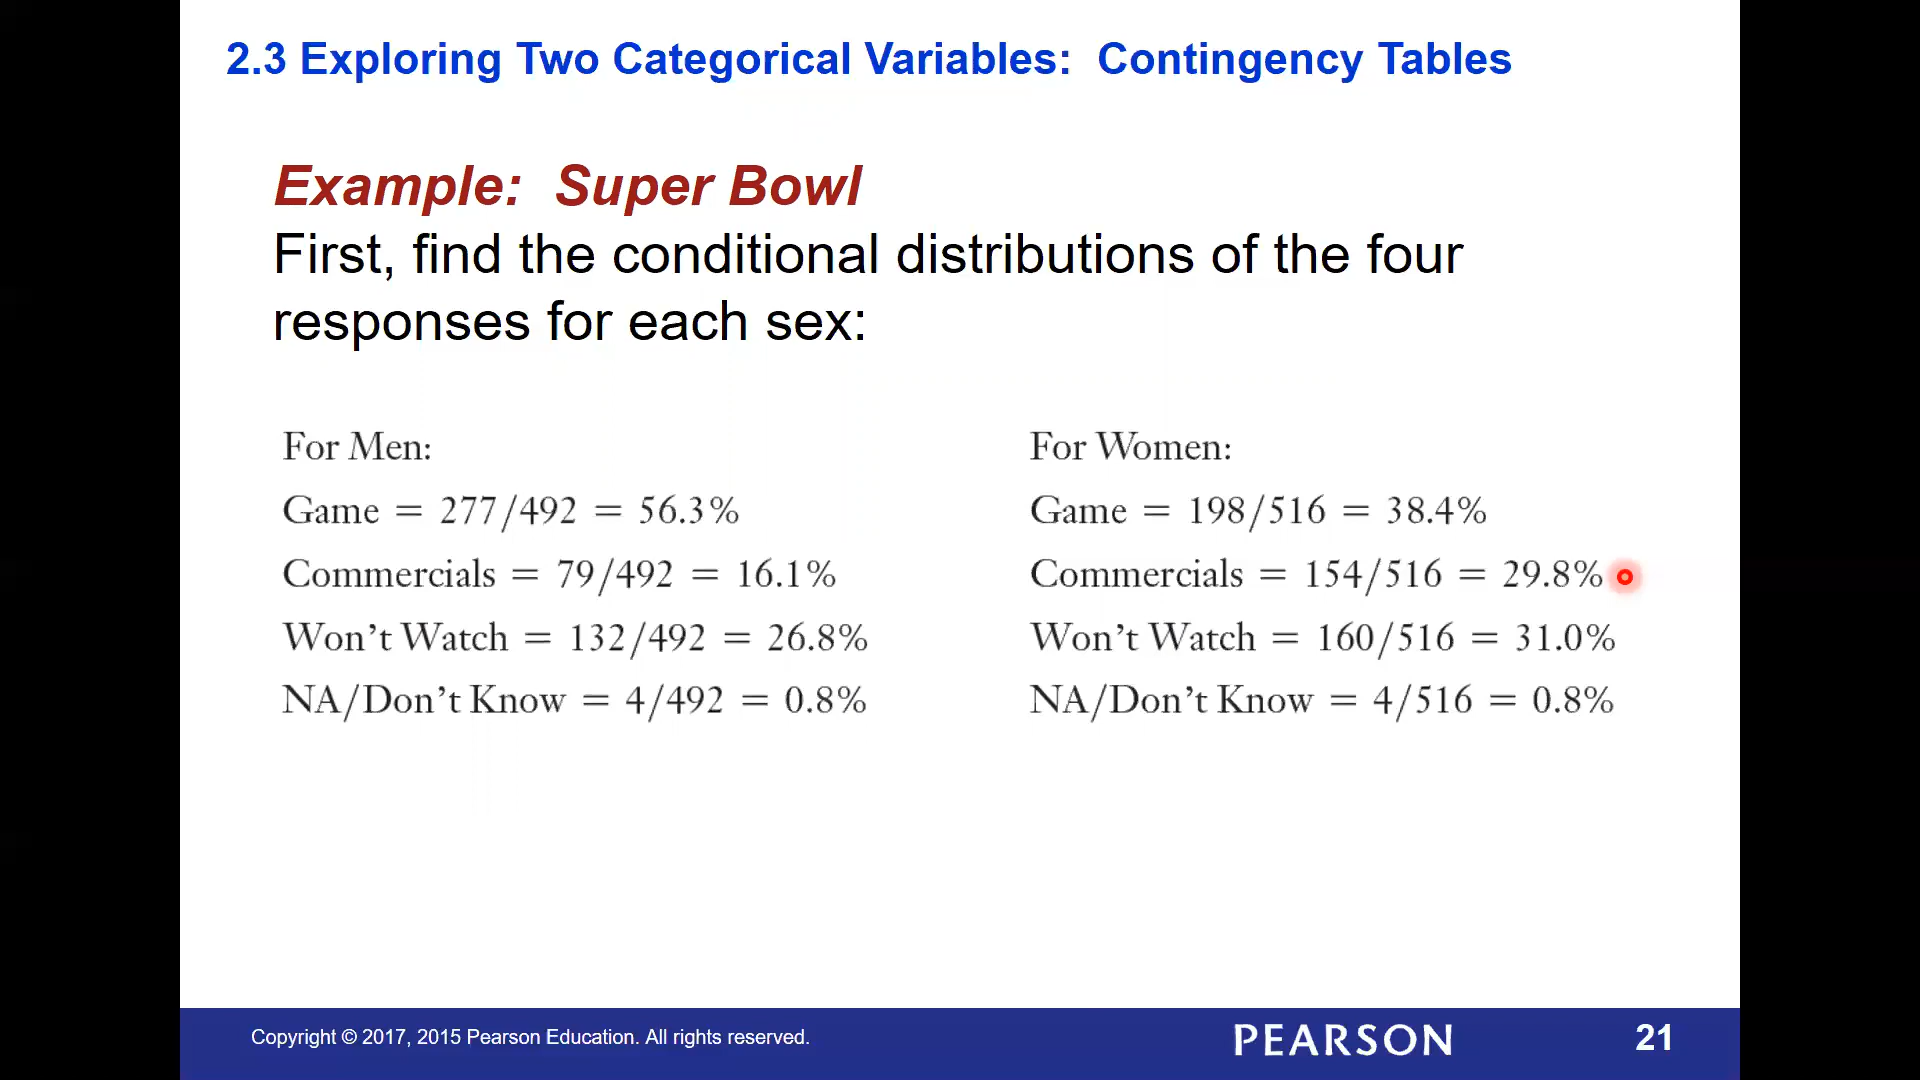 2.3 Exploring Two Categorical Variables:  Contingency Tables
Example:  Super Bowl
First, find the conditional distributions of the four
responses for each sex:
For Men:
Game = 277/492 = 56.3%
Commercials = 79/492 = 16.1%
Won’t Watch = 132/492 = 26.8%
NA/Don’t Know = 4/492 = 0.8%
For Women:
Game = 198/516 = 38.4%
Commercials = 154/516 = 29.8%
Won’t Watch = 160/516 = 31.0%
NA/Don’t Know = 4/516 = 0.8%
Copyright © 2017, 2015 Pearson Education. All rights reserved.
PEARSON
21